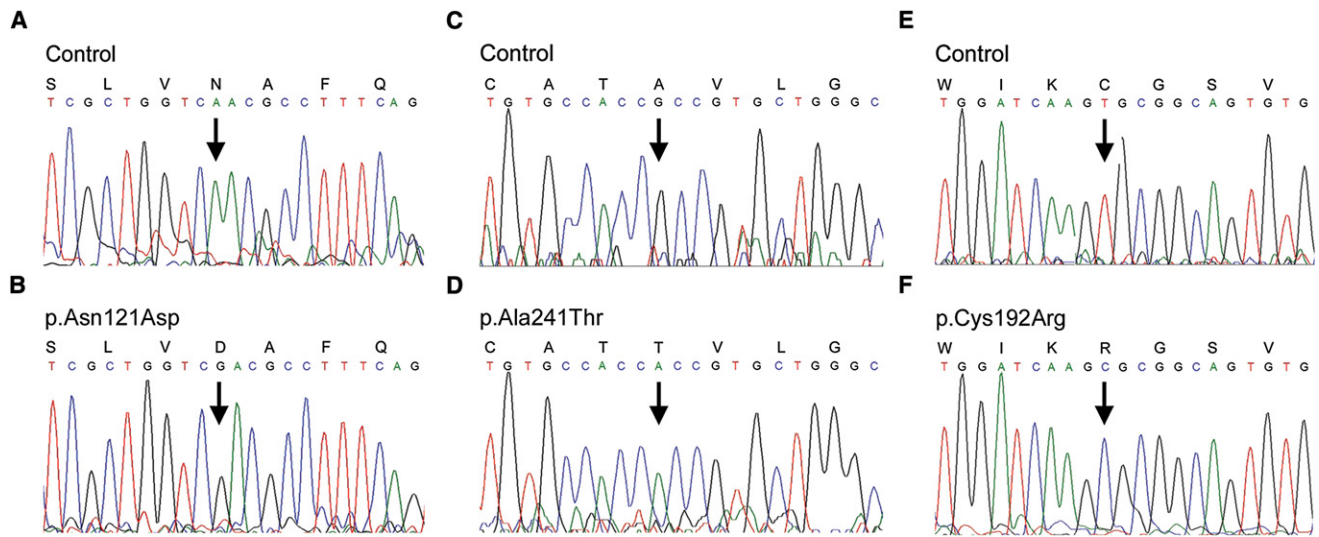 A
Control
S L V N A F Q
T C G C T G G T C A A C G C C T T T C A G
B
p.Asn121Asp
S L V D A F Q
T C G C T G G T C G A C G C C T T T C A G
C
Control
C A T A V L G
T G T G C C A C C G C C G T G C T G G G C
D
p.Ala241Thr
C A T T V L G
T G T G C C A C C A C C G T G C T G G G C
E
Control
W I K C G S V
T G G A T C A A G T G C G G C A G T G T G
F
p.Cys192Arg
W I K R G S V
T G G A T C A A G C G C G G C A G T G T G